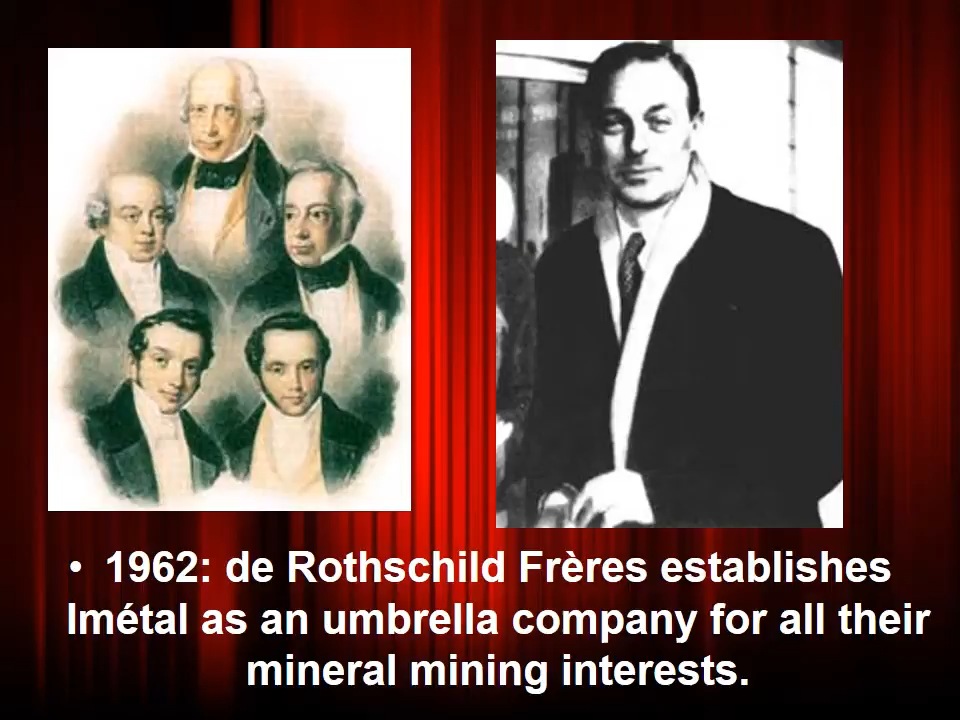 • 1962: de Rothschild Frères establishes
Imétal as an umbrella company for all their
mineral mining interests.